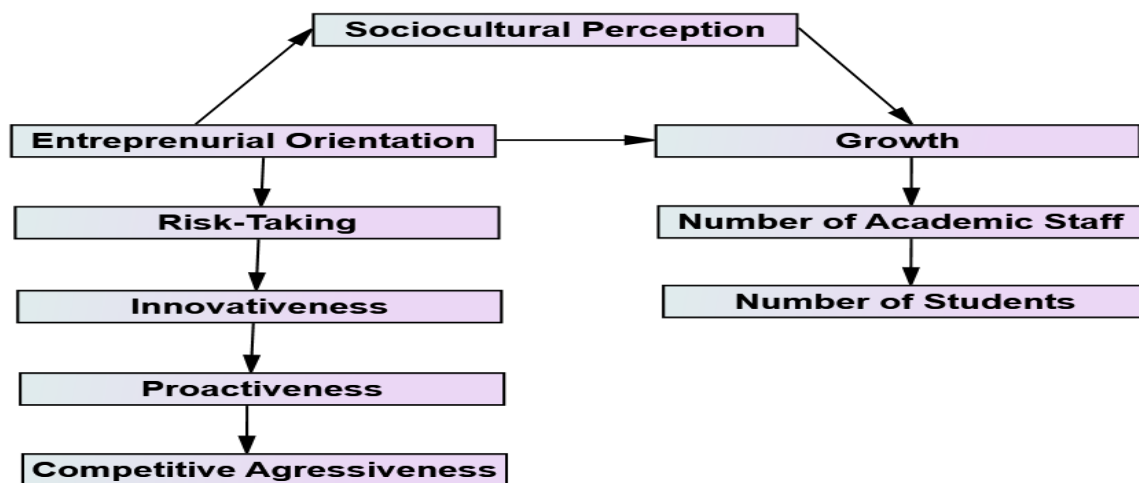 Sociocultural Perception
Entreprenurial Orientation
Growth
Risk-Taking
Number of Academic Staff
Innovativeness
Number of Students
Proactiveness
Competitive Agressiveness